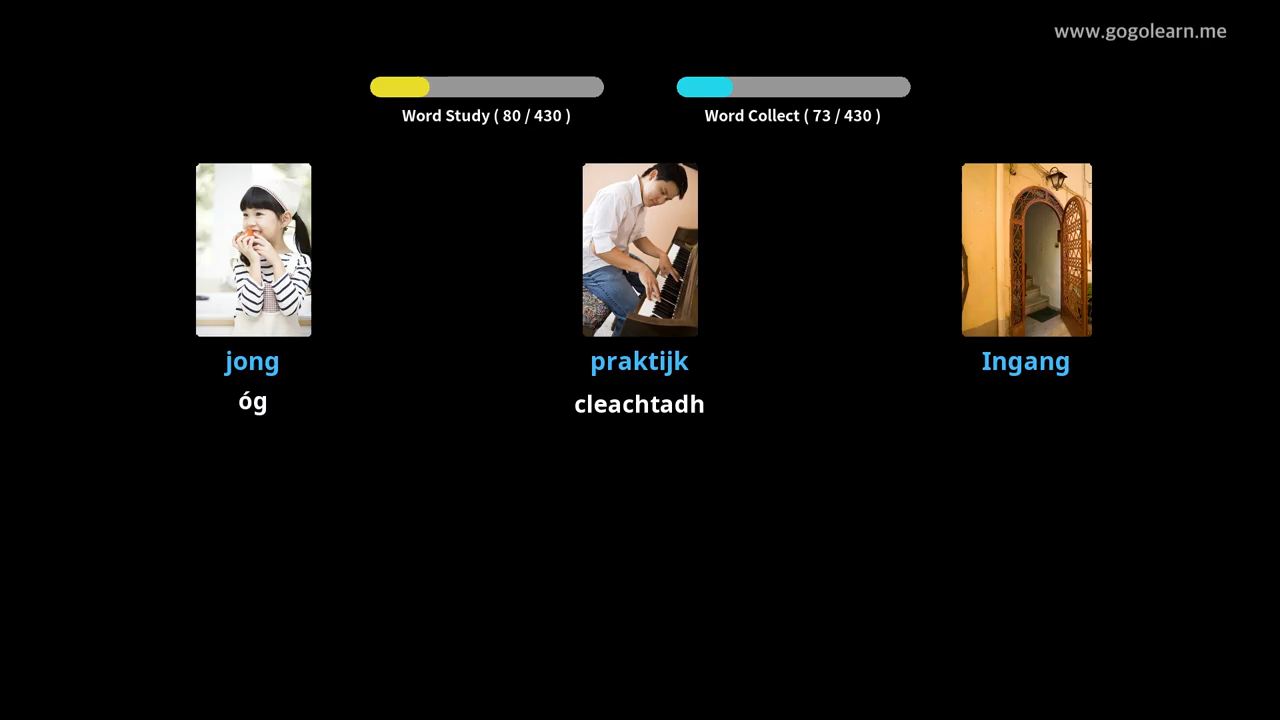 www.gogolearn.me
Word Study ( 80 / 430 )
Word Collect ( 73 / 430 )
jong
praktijk
Ingang
óg
cleachtadh